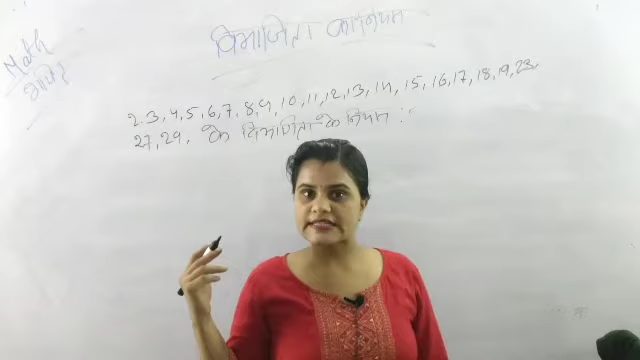 विभाजिता का नियम
Math
गणित
2,3,4,5,6,7,8,9,10,11,12,13,14,15,16,17,18,19,23,
27,29, के विभाजिता के नियम :-